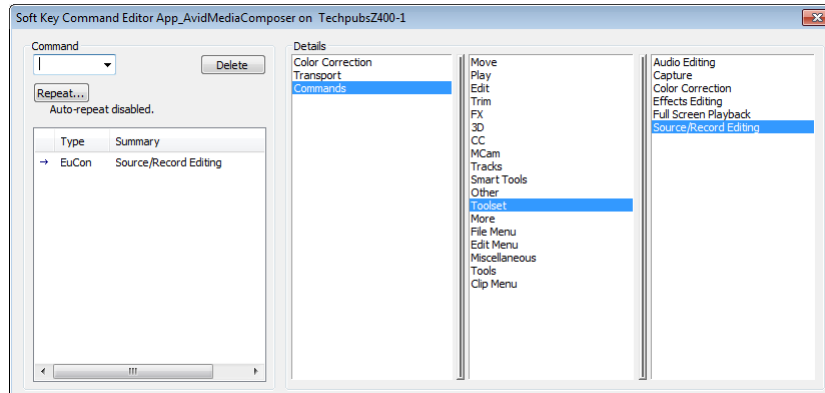 Soft Key Command Editor App_AvidMediaComposer on TechpubsZ400-1
Command
Delete
Repeat...
Auto-repeat disabled.
Type Summary
→ EuCon Source/Record Editing
Details
Color Correction
Transport
Commands
Move
Play
Edit
Trim
FX
3D
CC
MCam
Tracks
Smart Tools
Other
Toolset
More
File Menu
Edit Menu
Miscellaneous
Tools
Clip Menu
Audio Editing
Capture
Color Correction
Effects Editing
Full Screen Playback
Source/Record Editing